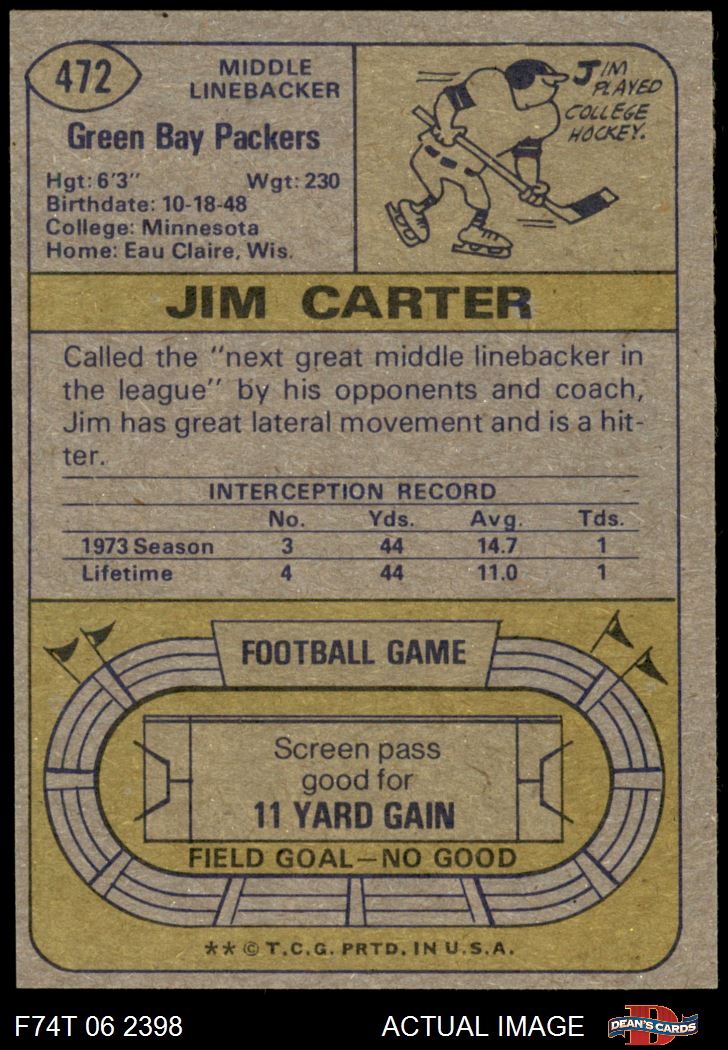 472
MIDDLE
LINEBACKER
Green Bay Packers
Hgt: 6'3" Wgt: 230
Birthdate: 10-18-48
College: Minnesota
Home: Eau Claire, Wis.
JIM
PLAYED
COLLEGE
HOCKEY.
JIM CARTER
Called the "next great middle linebacker in
the league" by his opponents and coach,
Jim has great lateral movement and is a hit-
ter.
INTERCEPTION RECORD
No. Yds. Avg. Tds.
1973 Season 3 44 14.7 1
Lifetime 4 44 11.0 1
FOOTBALL GAME
Screen pass
good for
11 YARD GAIN
FIELD GOAL—NO GOOD
** © T.C.G. PRTD. IN U.S.A.
F74T 06 2398 ACTUAL IMAGE
DEAN'S CARDS